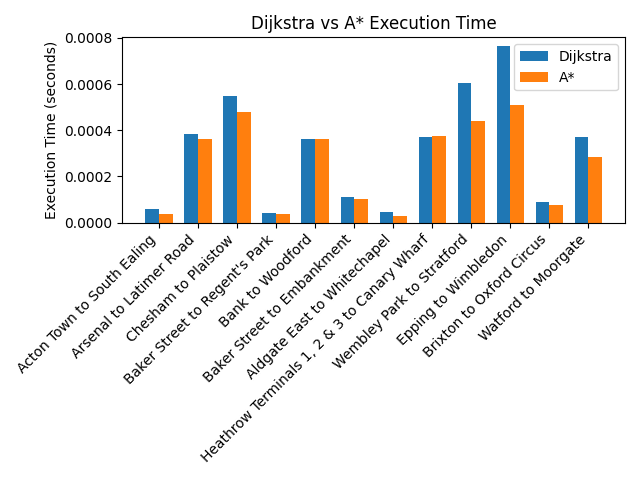 Dijkstra vs A* Execution Time
Execution Time (seconds)
0.0008
0.0006
0.0004
0.0002
0.0000
Dijkstra
A*
Acton Town to South Ealing
Arsenal to Latimer Road
Chesham to Plaistow
Baker Street to Regent's Park
Bank to Woodford
Baker Street to Embankment
Aldgate East to Whitechapel
Heathrow Terminals 1, 2 & 3 to Canary Wharf
Wembley Park to Stratford
Epping to Wimbledon
Brixton to Oxford Circus
Watford to Moorgate